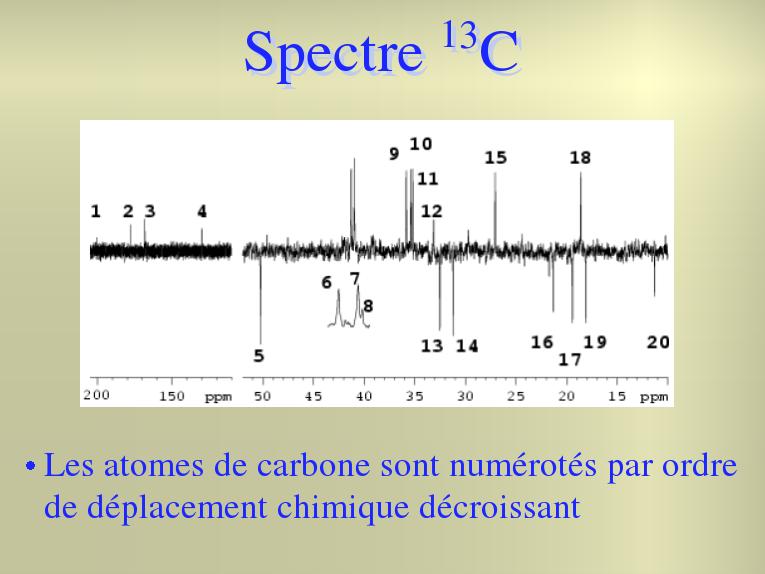 Spectre 13C
10
9
15
18
11
1 2 3 4
12
6 7
8
5
13 14
16
19
20
17
200 150 ppm 50 45 40 35 30 25 20 15 ppm
• Les atomes de carbone sont numérotés par ordre
de déplacement chimique décroissant